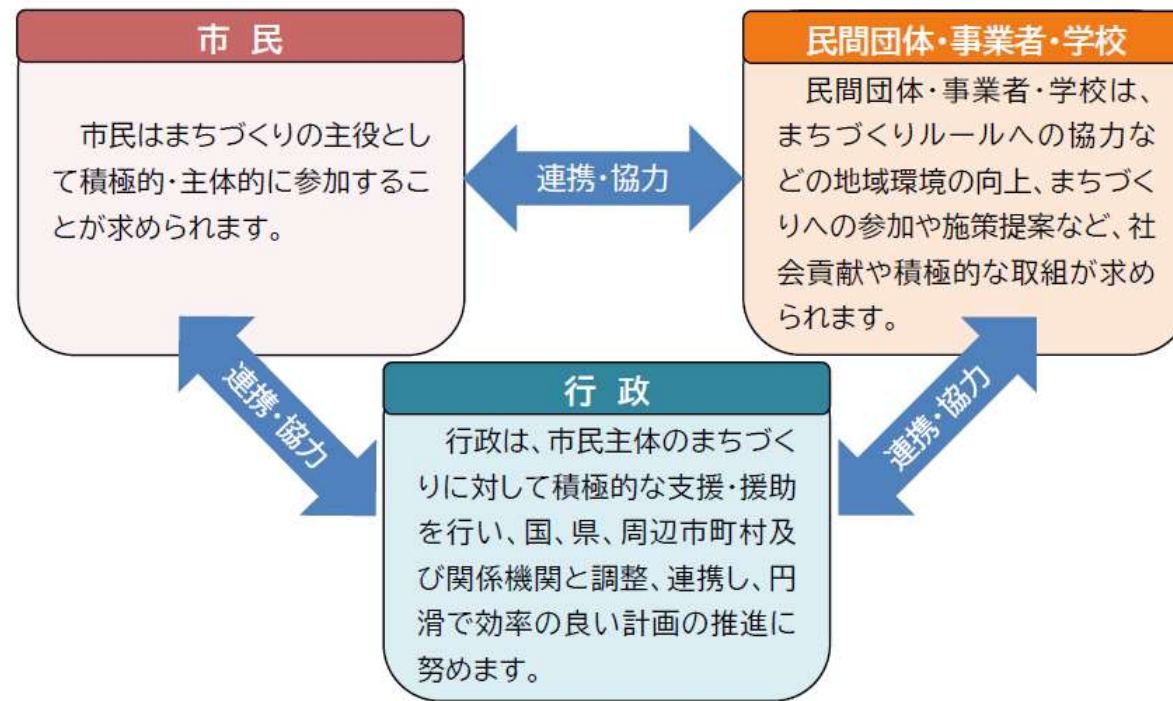 市 民
市民はまちづくりの主役とし
て積極的・主体的に参加するこ
とが求められます。
連携・協力
民間団体・事業者・学校
民間団体・事業者・学校は、
まちづくりルールへの協力な
どの地域環境の向上、まちづく
りへの参加や施策提案など、社
会貢献や積極的な取組が求め
られます。
連携・協力
連携・協力
行 政
行政は、市民主体のまちづく
りに対して積極的な支援・援助
を行い、国、県、周辺市町村及
び関係機関と調整、連携し、円
滑で効率の良い計画の推進に
努めます。